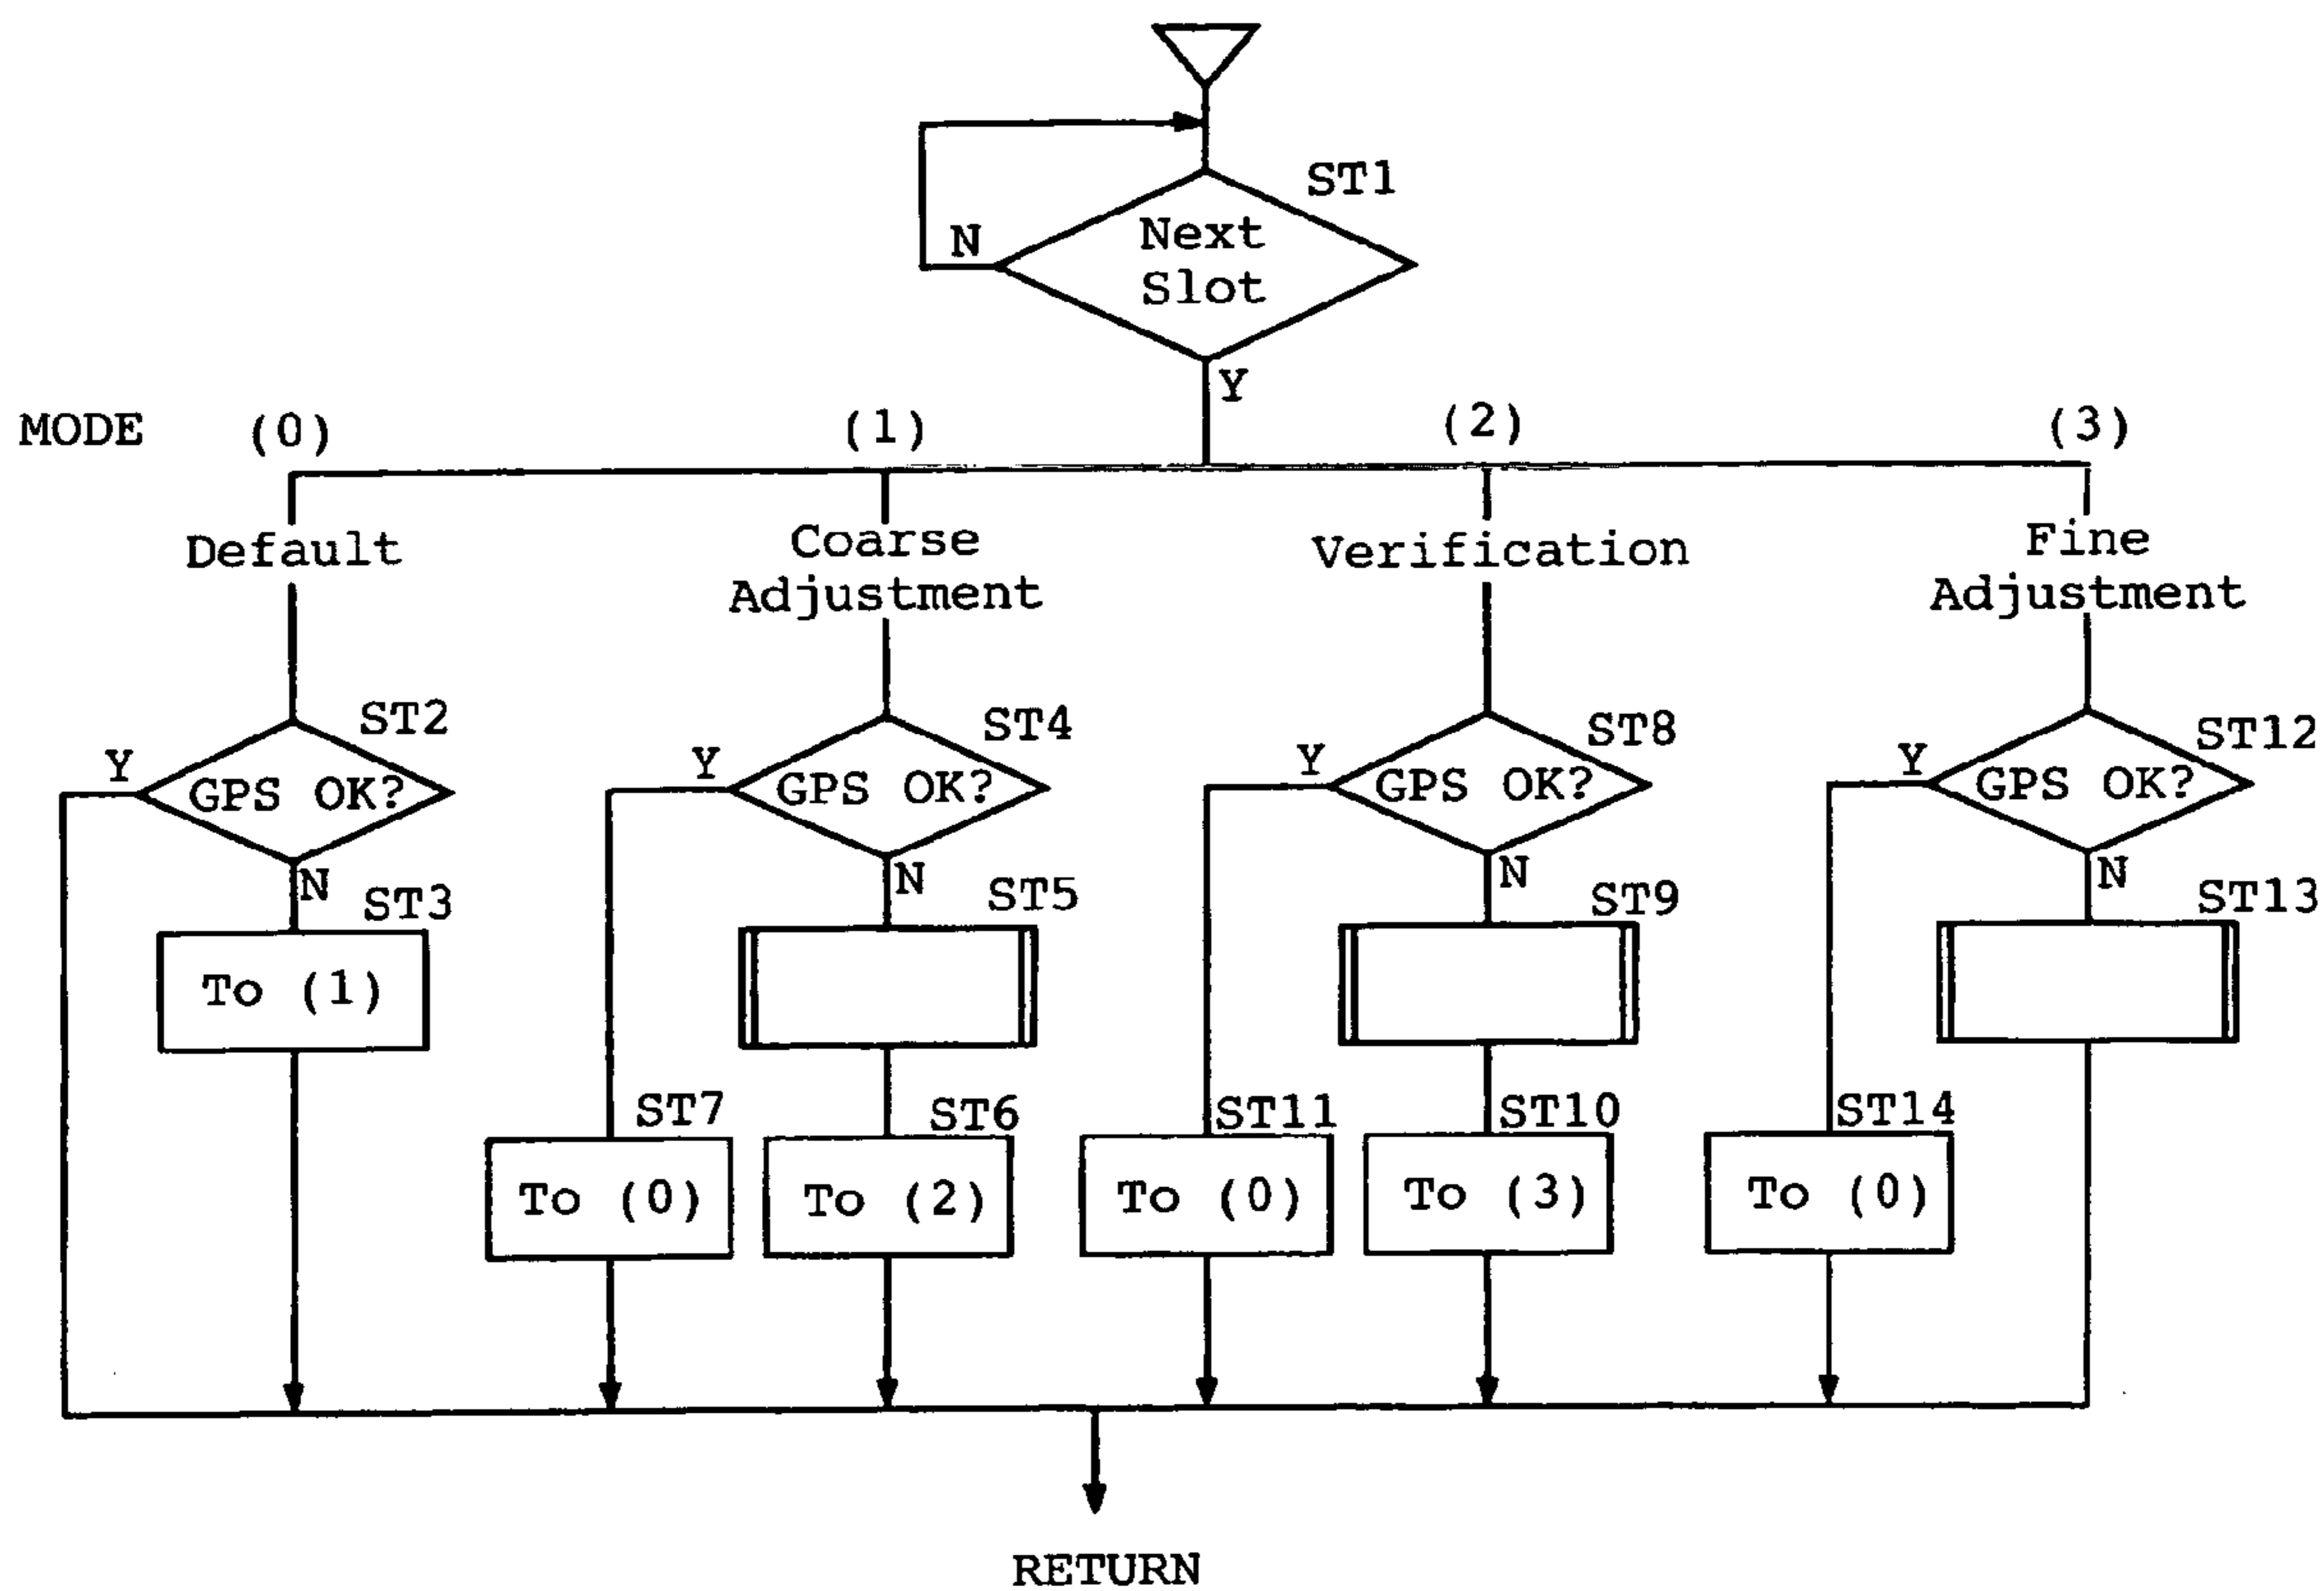 ST1
N
Next
Slot
Y
MODE (0) (1) (2) (3)
Default
Coarse
Adjustment
Verification
Fine
Adjustment
ST2
Y
GPS OK?
N
ST3
To (1)
ST4
Y
GPS OK?
N
ST5
ST7
To (0)
ST6
To (2)
ST8
Y
GPS OK?
N
ST9
ST11
To (0)
ST10
To (3)
ST12
Y
GPS OK?
N
ST13
ST14
To (0)
RETURN